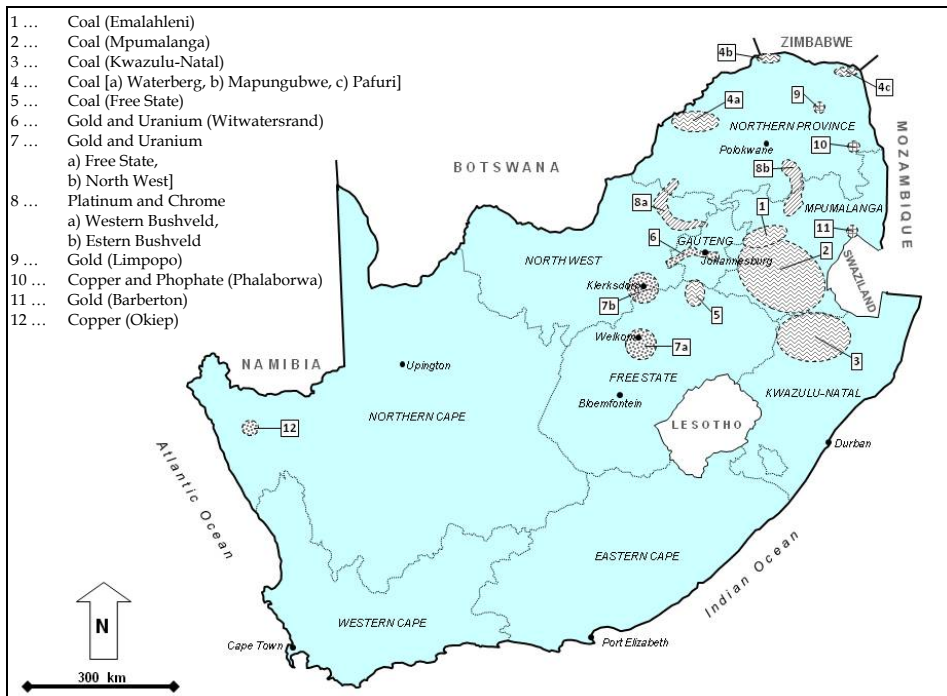 1 … Coal (Emalahleni)
2 … Coal (Mpumalanga)
3 … Coal (Kwazulu-Natal)
4 … Coal [a) Waterberg, b) Mapungubwe, c) Pafuri]
5 … Coal (Free State)
6 … Gold and Uranium (Witwatersrand)
7 … Gold and Uranium
a) Free State,
b) North West]
8 … Platinum and Chrome
a) Western Bushveld,
b) Estern Bushveld
9 … Gold (Limpopo)
10 … Copper and Phophate (Phalaborwa)
11 … Gold (Barberton)
12 … Copper (Okiep)
ZIMBABWE
4b
4c
4a
9
NORTHERN PROVINCE
MOZAMBIQUE
Polokwane
10
BOTSWANA
8b
8a
1
MPUMALANGA
11
6
GAUTENG
2
NORTH WEST
Johannesburg
SWAZILAND
Klerksdorp
7b
5
Welkom
7a
3
NAMIBIA
Upington
FREE STATE
KWAZULU-NATAL
Bloemfontein
NORTHERN CAPE
12
LESOTHO
Durban
Atlantic Ocean
EASTERN CAPE
Indian Ocean
N
WESTERN CAPE
Cape Town
Port Elizabeth
300 km